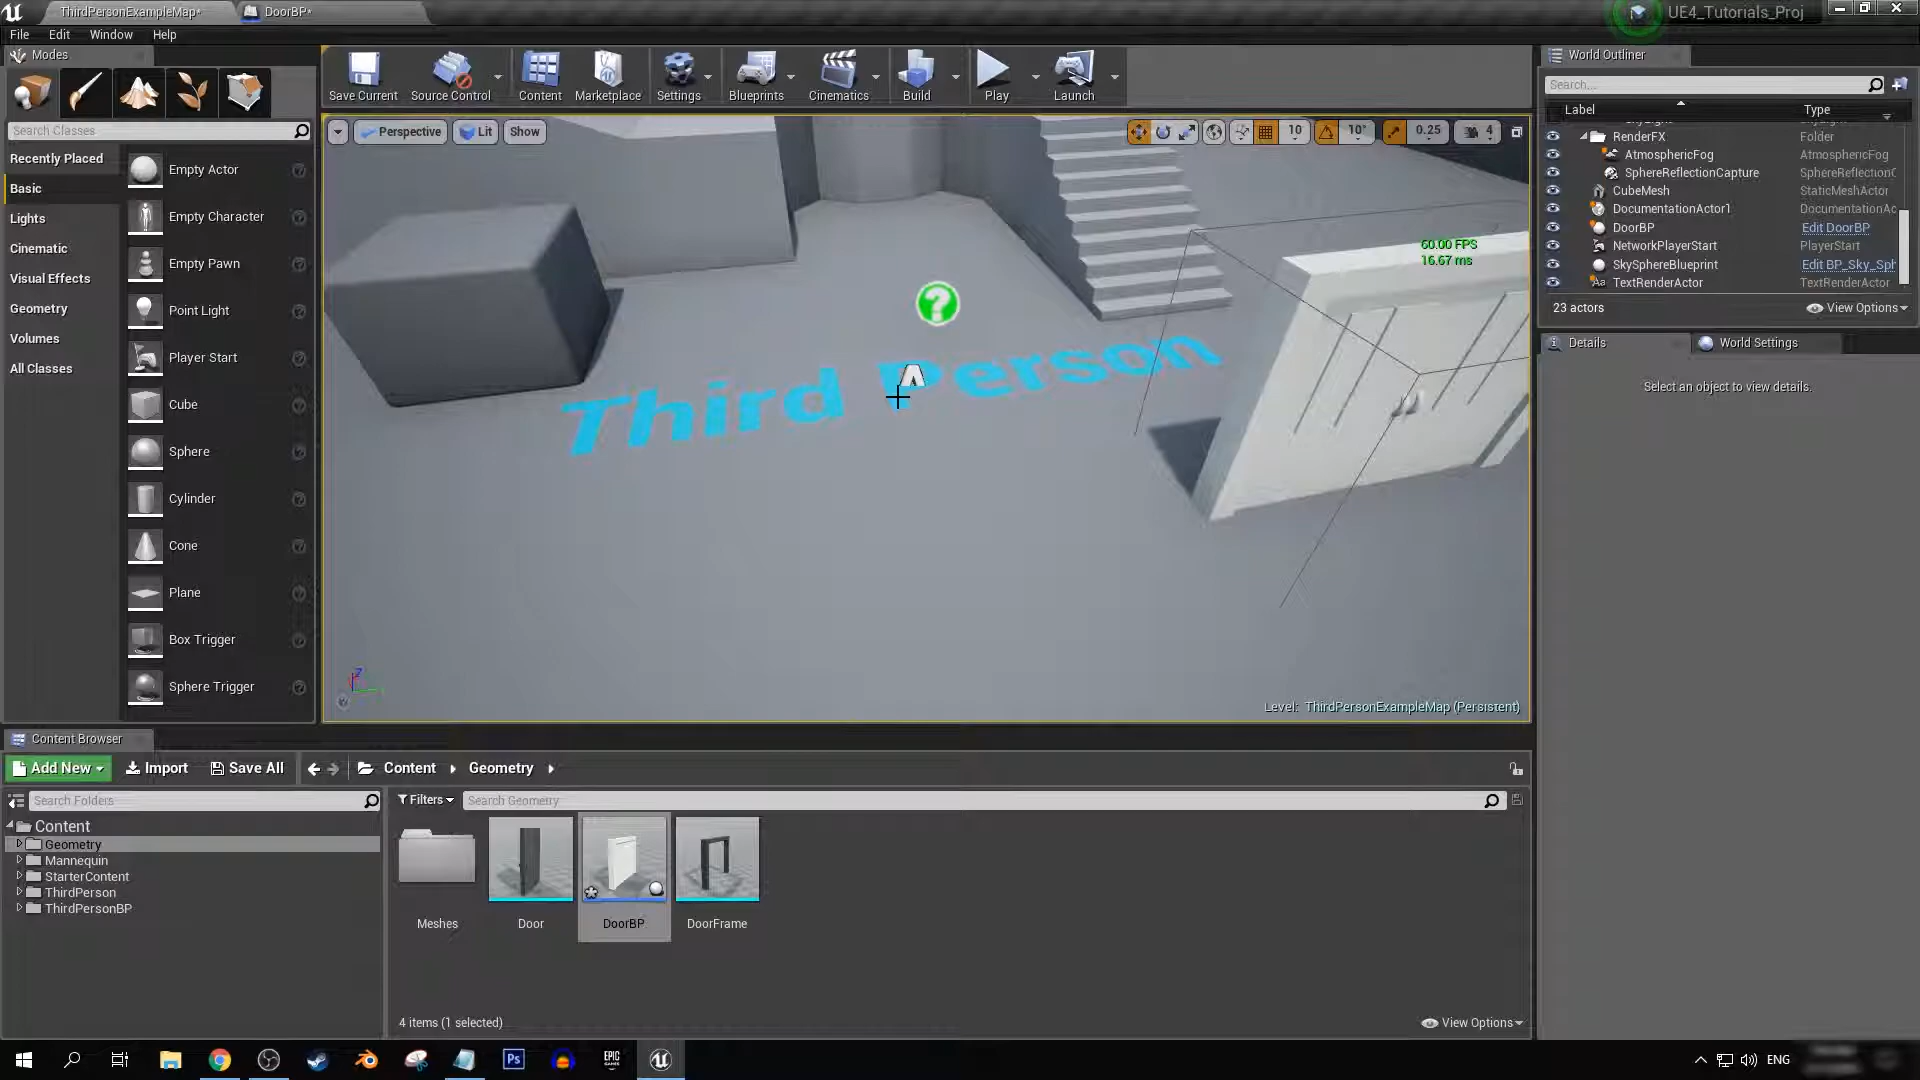 ThirdPersonExampleMap*
DoorBP*
UE4_Tutorials_Proj
File
Edit
Window
Help
Modes
Save Current
Source Control
Content
Marketplace
Settings
Blueprints
Cinematics
Build
Play
Launch
World Outliner
Search...
Label
Type
RenderFX
Folder
AtmosphericFog
AtmosphericFog
SphereReflectionCapture
SphereReflectionC
CubeMesh
StaticMeshActor
DocumentationActor1
DocumentationAc
DoorBP
Edit DoorBP
NetworkPlayerStart
PlayerStart
SkySphereBlueprint
Edit BP_Sky_Sph
TextRenderActor
TextRenderActor
23 actors
View Options
Details
World Settings
Select an object to view details.
Search Classes
Recently Placed
Basic
Lights
Cinematic
Visual Effects
Geometry
Volumes
All Classes
Empty Actor
Empty Character
Empty Pawn
Point Light
Player Start
Cube
Sphere
Cylinder
Cone
Plane
Box Trigger
Sphere Trigger
Perspective
Lit
Show
10
10°
0.25
4
60.00 FPS
16.67 ms
Third Person
Z
Level: ThirdPersonExampleMap (Persistent)
Content Browser
Add New
Import
Save All
Content
Geometry
Search Folders
Filters
Search Geometry
Content
Geometry
Mannequin
StarterContent
ThirdPerson
ThirdPersonBP
Meshes
Door
DoorBP
DoorFrame
4 items (1 selected)
View Options
Ps
EPIC
GAMES
ENG